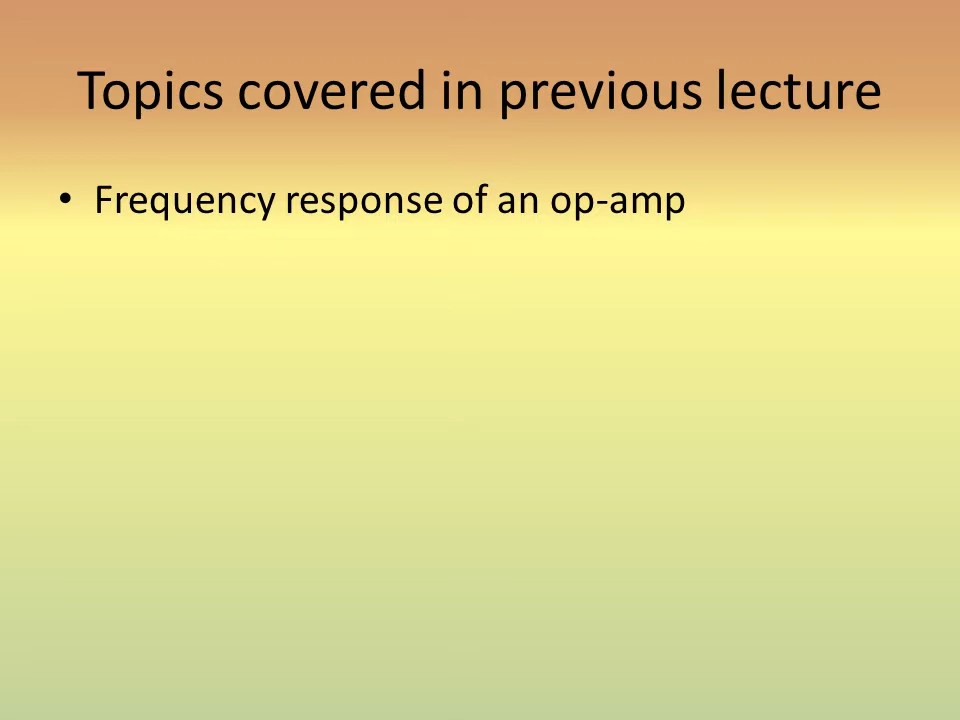 Topics covered in previous lecture
• Frequency response of an op-amp